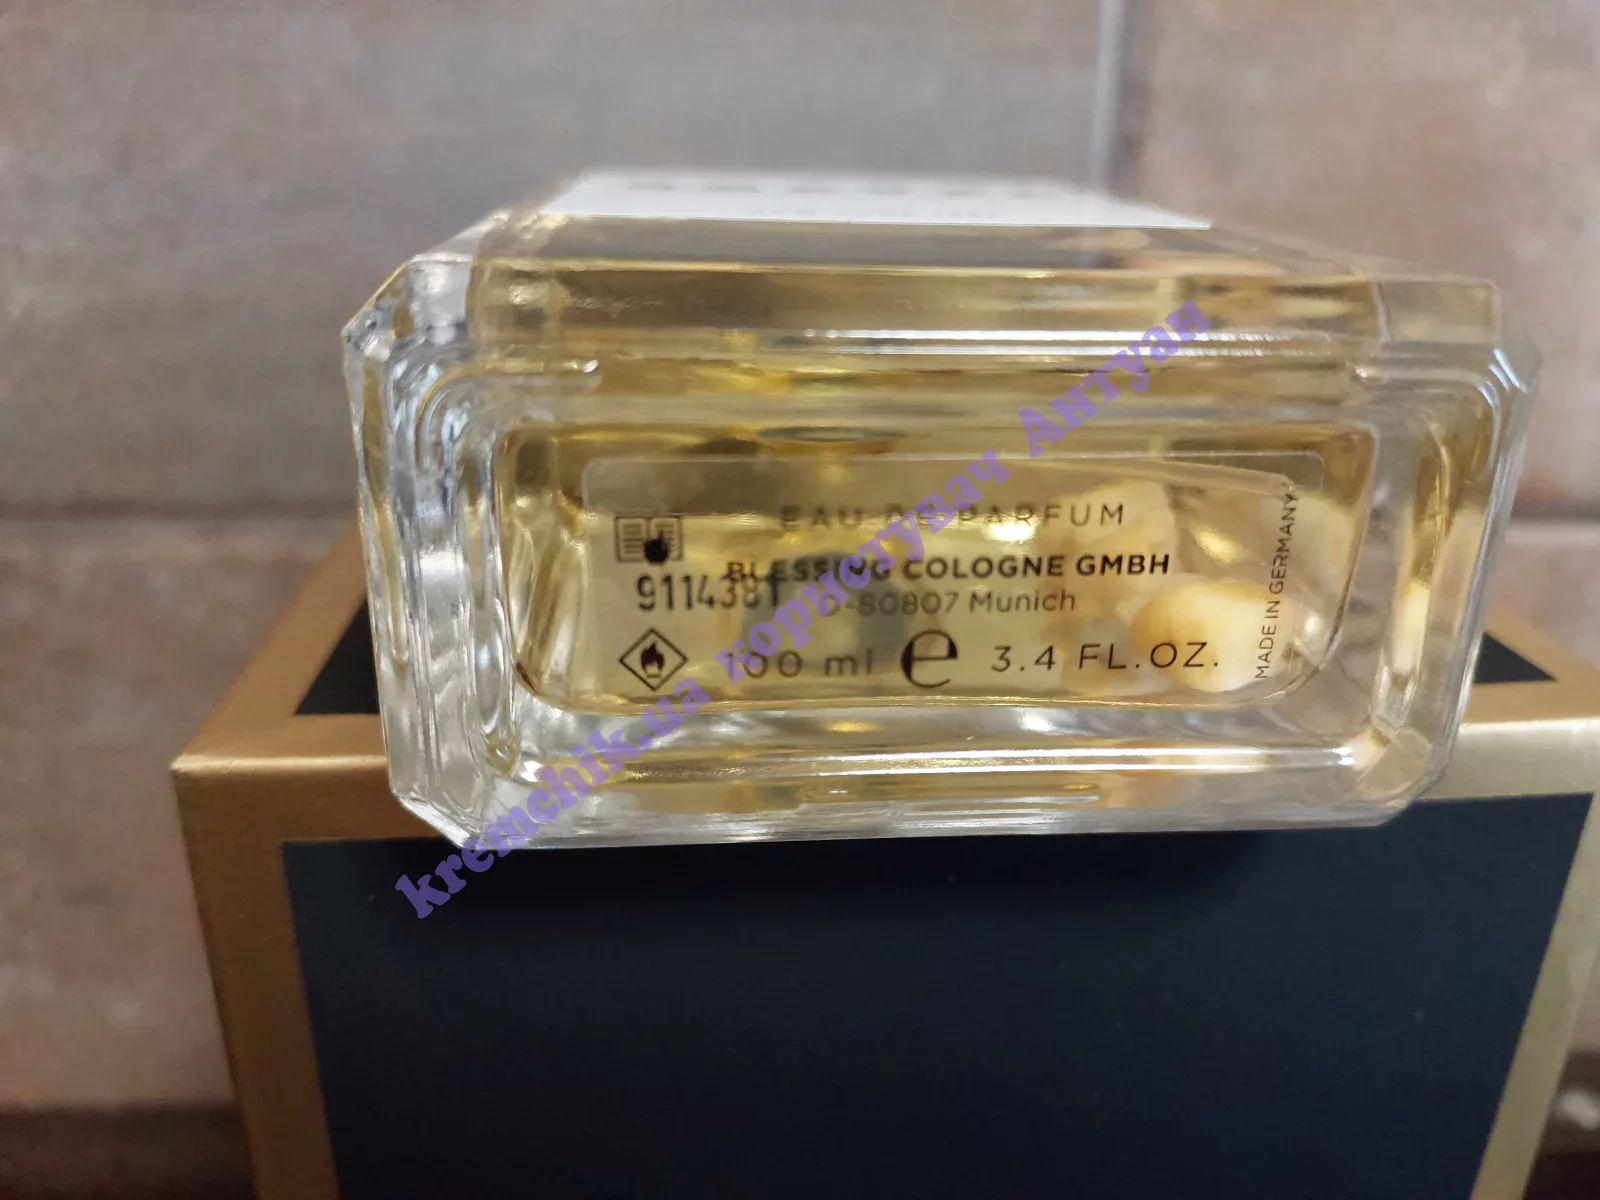 EAU DE PARFUM
BLESSING COLOGNE GMBH
9114381 D-80807 Munich
100 ml e 3.4 FL.OZ.
MADE IN GERMANY
kremchik.ua користувач Антуан